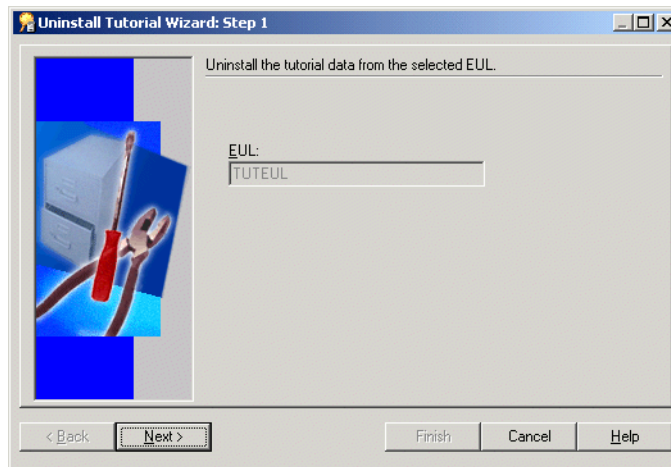 Uninstall Tutorial Wizard: Step 1
Uninstall the tutorial data from the selected EUL.
EUL:
TUTEUL
< Back
Next >
Finish
Cancel
Help